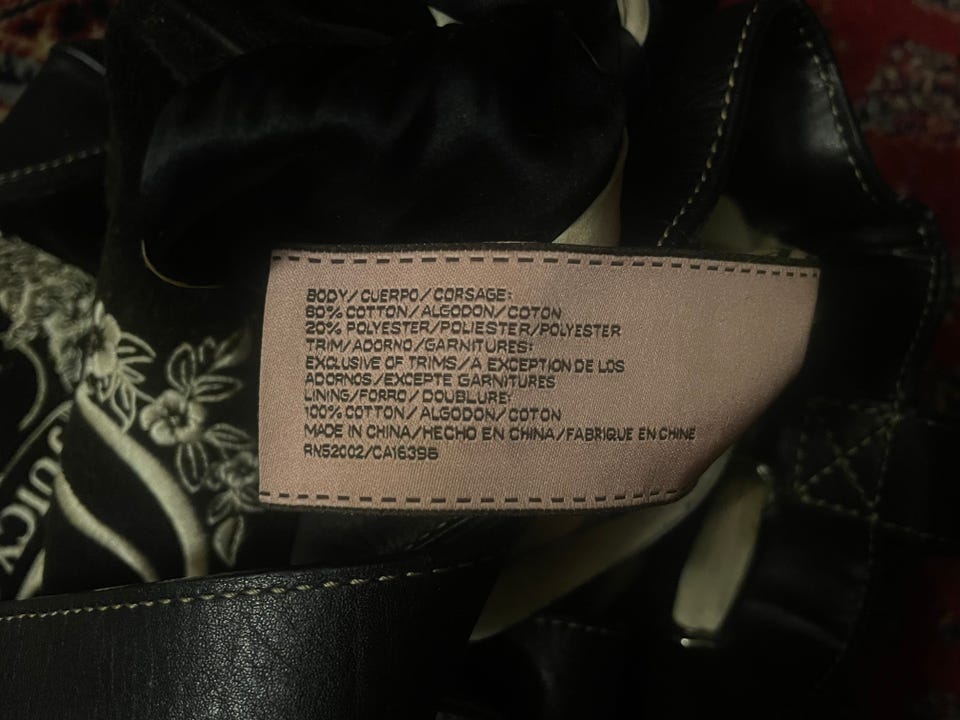 BODY/CUERPO/CORSAGE:
80% COTTON/ALGODON/COTON
20% POLYESTER/POLIESTER/POLYESTER
TRIM/ADORNO/GARNITURES:
EXCLUSIVE OF TRIMS/A EXCEPTION DE LOS
ADORNOS/EXCEPTE GARNITURES
LINING/FORRO/DOUBLURE:
100% COTTON/ALGODON/COTON
MADE IN CHINA/HECHO EN CHINA/FABRIQUE EN CHINE
RN52002/CA16396
JUICY